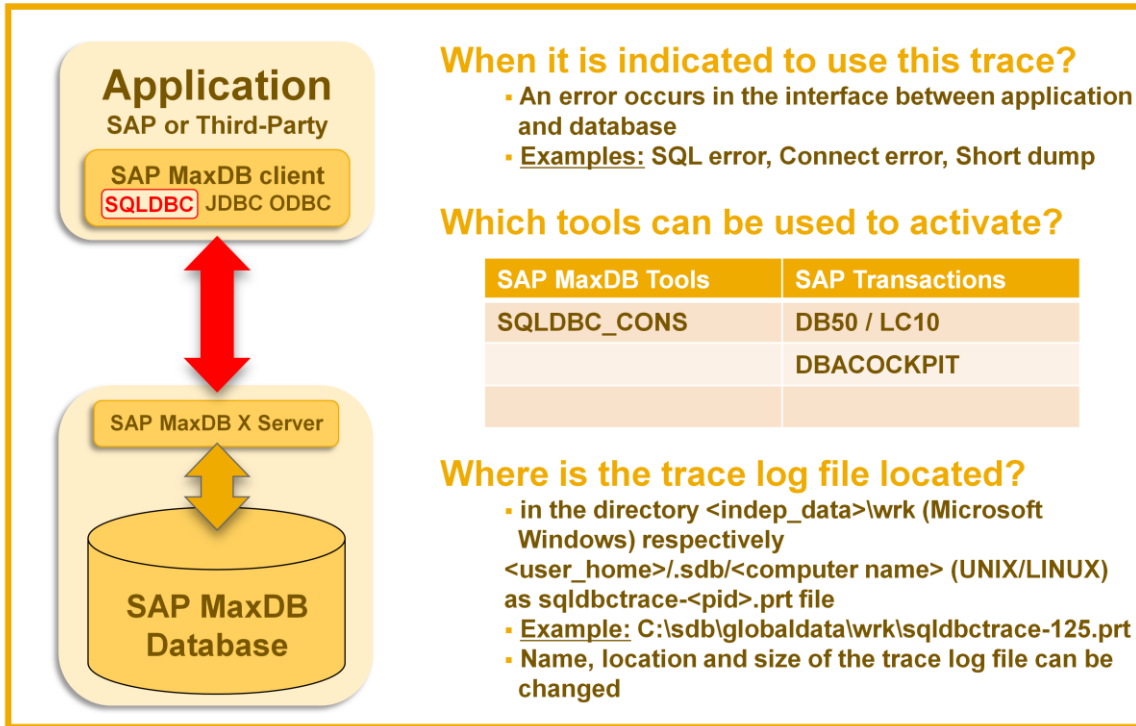 Application
SAP or Third-Party
SAP MaxDB client
SQLDBC JDBC ODBC
SAP MaxDB X Server
SAP MaxDB
Database
When it is indicated to use this trace?
▪ An error occurs in the interface between application
and database
▪ Examples: SQL error, Connect error, Short dump
Which tools can be used to activate?
SAP MaxDB Tools SAP Transactions
SQLDBC_CONS DB50 / LC10
DBACOCKPIT
Where is the trace log file located?
▪ in the directory <indep_data>\wrk (Microsoft
Windows) respectively
<user_home>/.sdb/<computer name> (UNIX/LINUX)
as sqldbctrace-<pid>.prt file
▪ Example: C:\sdb\globaldata\wrk\sqldbctrace-125.prt
▪ Name, location and size of the trace log file can be
changed